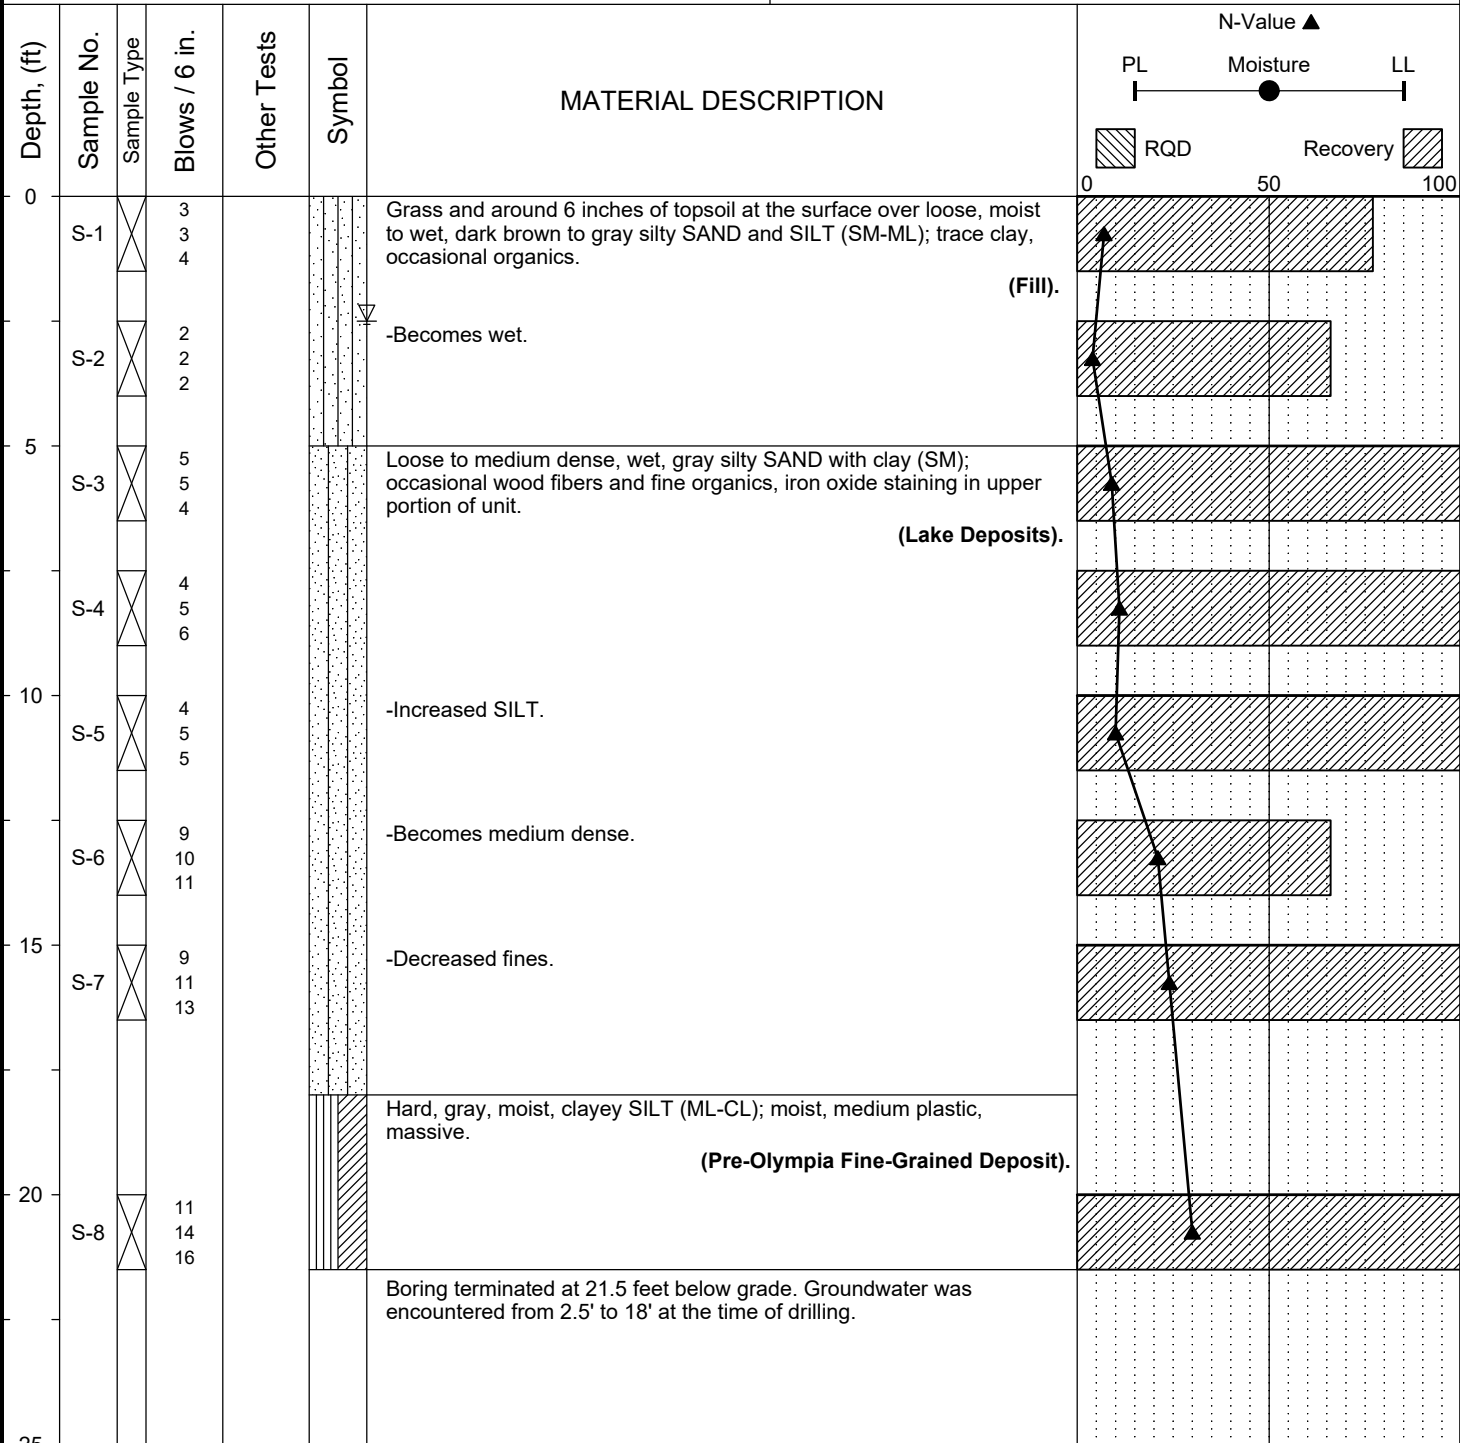 Depth, (ft)
Sample No.
Sample Type
Blows / 6 in.
Other Tests
Symbol
MATERIAL DESCRIPTION
N-Value ▲
PL Moisture LL
RQD Recovery
0 50 100
0
S-1
3
3
4
Grass and around 6 inches of topsoil at the surface over loose, moist
to wet, dark brown to gray silty SAND and SILT (SM-ML); trace clay,
occasional organics.
(Fill).
S-2
2
2
2
-Becomes wet.
5
S-3
5
5
4
Loose to medium dense, wet, gray silty SAND with clay (SM);
occasional wood fibers and fine organics, iron oxide staining in upper
portion of unit.
(Lake Deposits).
S-4
4
5
6
10
S-5
4
5
5
-Increased SILT.
S-6
9
10
11
-Becomes medium dense.
15
S-7
9
11
13
-Decreased fines.
Hard, gray, moist, clayey SILT (ML-CL); moist, medium plastic,
massive.
(Pre-Olympia Fine-Grained Deposit).
20
S-8
11
14
16
Boring terminated at 21.5 feet below grade. Groundwater was
encountered from 2.5' to 18' at the time of drilling.
25